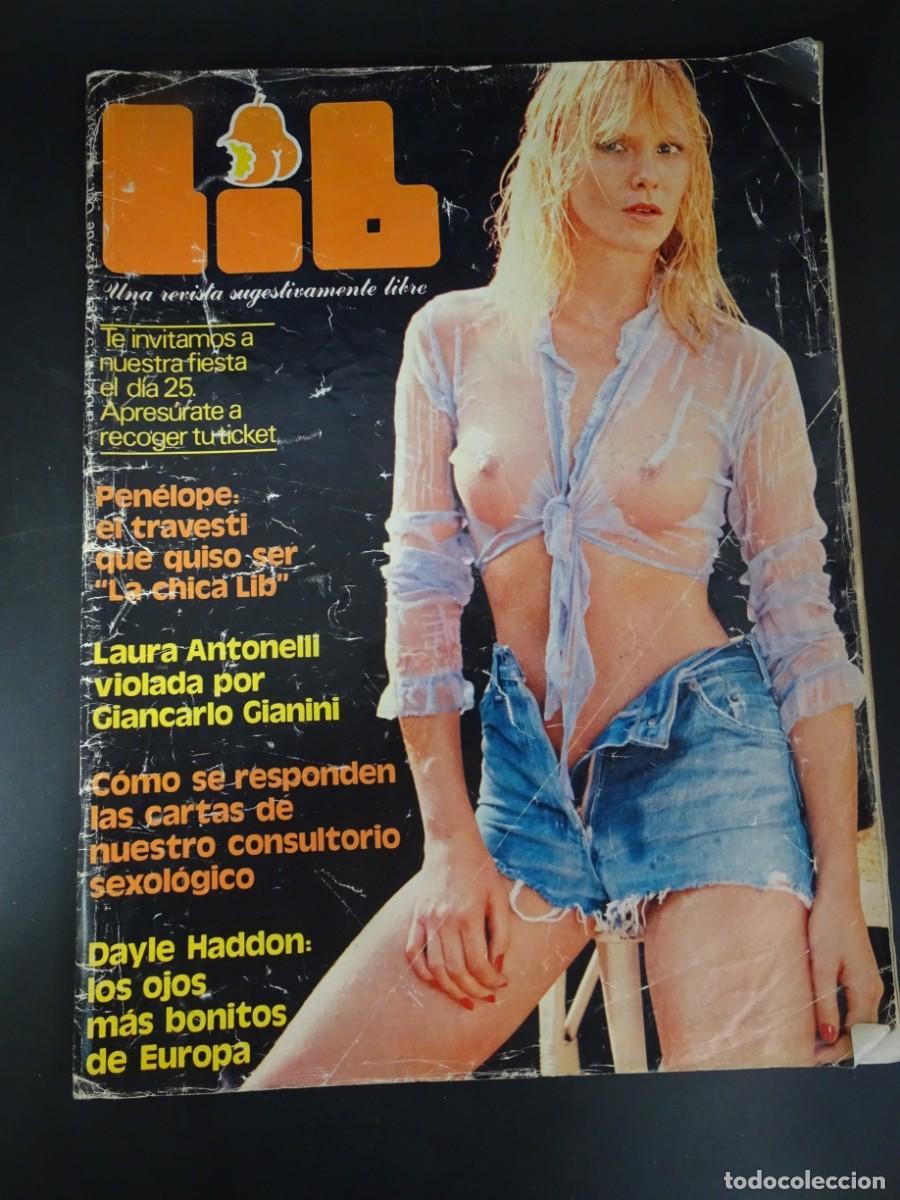 Lib
Una revista sugestivamente libre
Te invitamos a
nuestra fiesta
el día 25.
Apresúrate a
recoger tu ticket
Penélope:
el travesti
que quiso ser
"La chica Lib"
Laura Antonelli
violada por
Giancarlo Gianini
Cómo se responden
las cartas de
nuestro consultorio
sexológico
Dayle Haddon:
los ojos
más bonitos
de Europa
todocoleccion